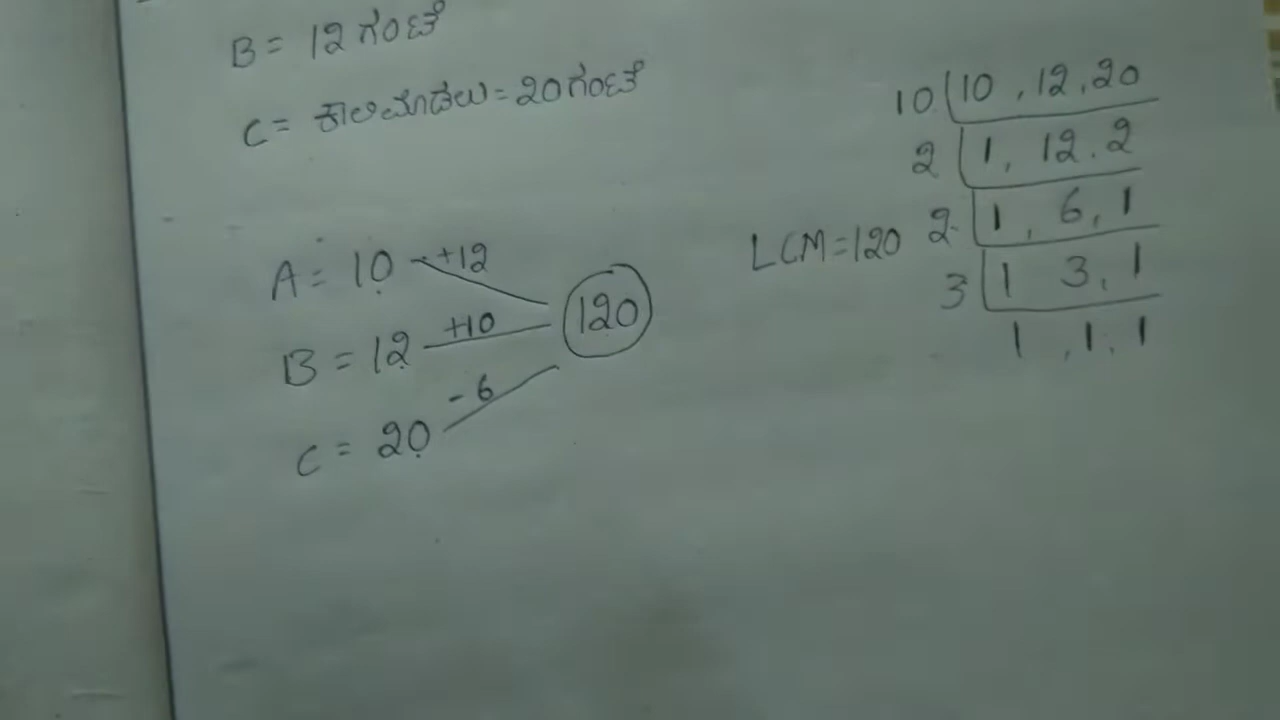 B = 12 ಗಂಟೆ
C = ಕಾಲಿಮಾಡಲು = 20 ಗಂಟೆ
A = 10 +12
B = 12 +10
C = 20 - 6
120
LCM = 120
10 10 , 12 , 20
2 1 , 12 . 2
2 1 , 6 , 1
3 1 3 , 1
1 , 1 . 1